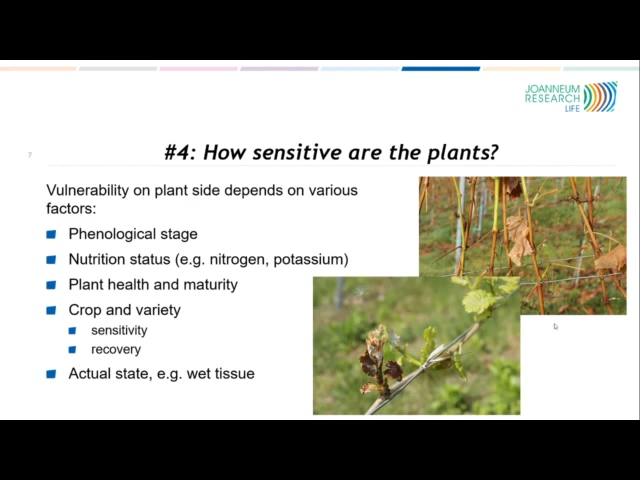 JOANNEUM
RESEARCH
LIFE
7
#4: How sensitive are the plants?
Vulnerability on plant side depends on various
factors:
Phenological stage
Nutrition status (e.g. nitrogen, potassium)
Plant health and maturity
Crop and variety
sensitivity
recovery
Actual state, e.g. wet tissue